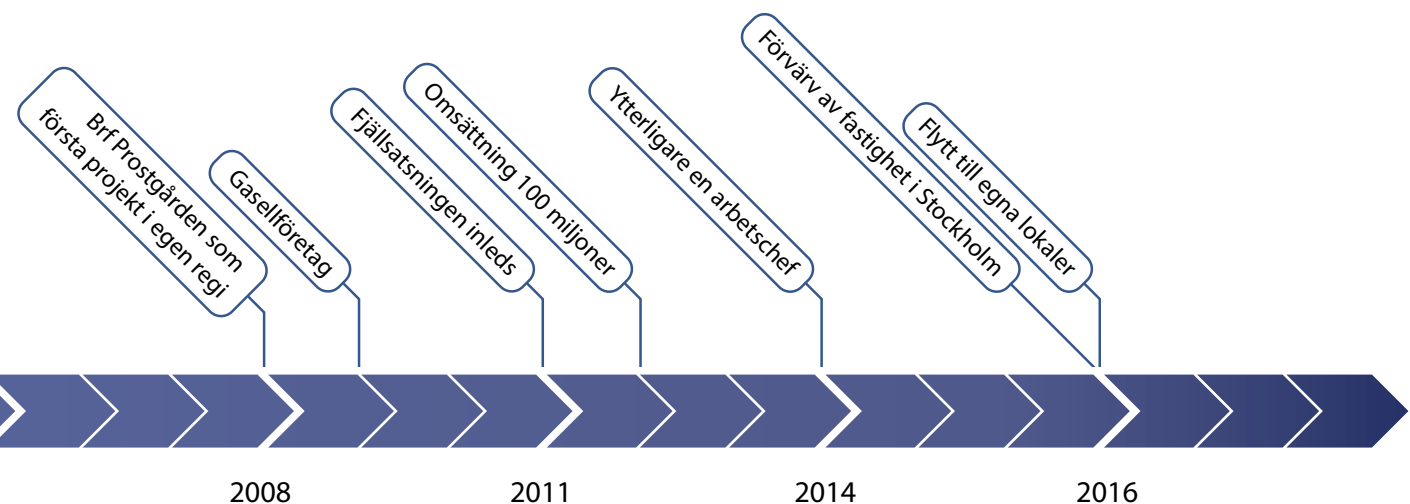 Brf Prostgården som
första projekt i egen regi
Gasellföretag
Fjällsatsningen inleds
Omsättning 100 miljoner
Ytterligare en arbetschef
Förvärv av fastighet i Stockholm
Flytt till egna lokaler
2008
2011
2014
2016